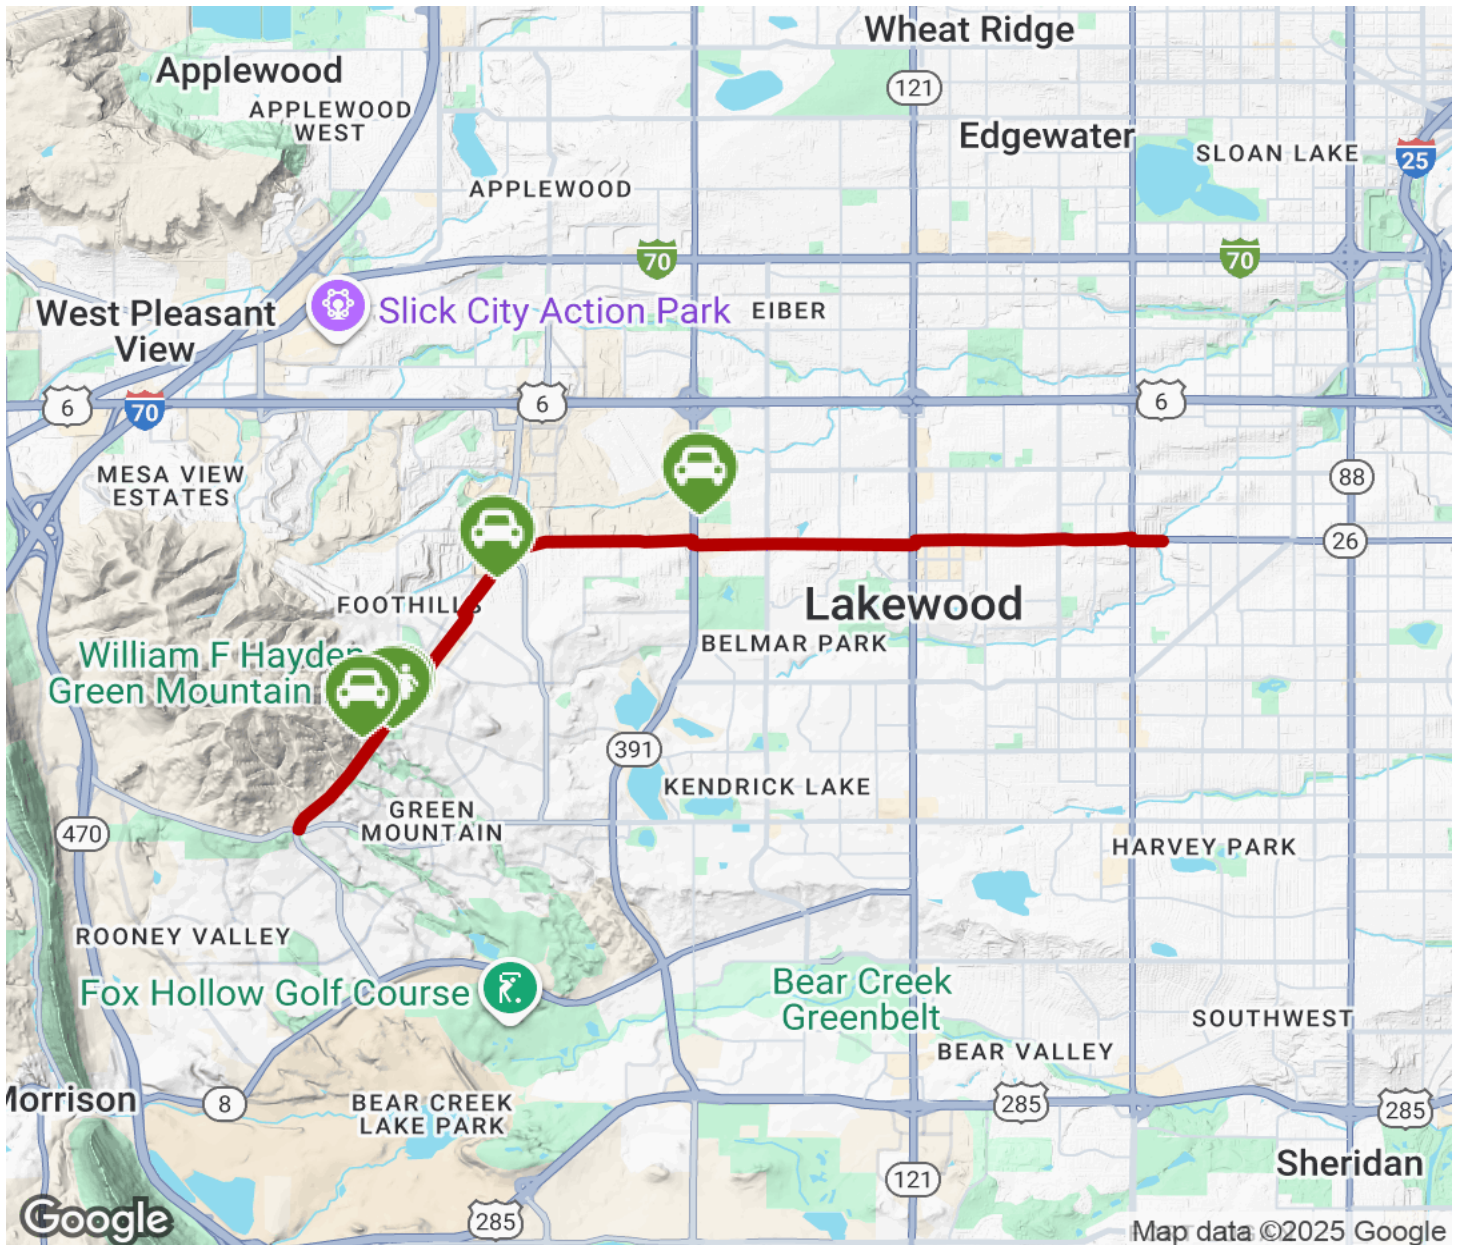 Wheat Ridge
Applewood
121
APPLEWOOD
WEST
Edgewater
SLOAN LAKE
25
APPLEWOOD
70
70
West Pleasant
View
Slick City Action Park
EIBER
6
70
6
6
MESA VIEW
ESTATES
88
26
FOOTHILLS
Lakewood
William F Hayden
Green Mountain
BELMAR PARK
391
KENDRICK LAKE
GREEN
MOUNTAIN
470
HARVEY PARK
ROONEY VALLEY
Fox Hollow Golf Course
Bear Creek
Greenbelt
SOUTHWEST
BEAR VALLEY
Morrison
8
BEAR CREEK
LAKE PARK
285
285
Sheridan
121
285
Google
Map data ©2025 Google